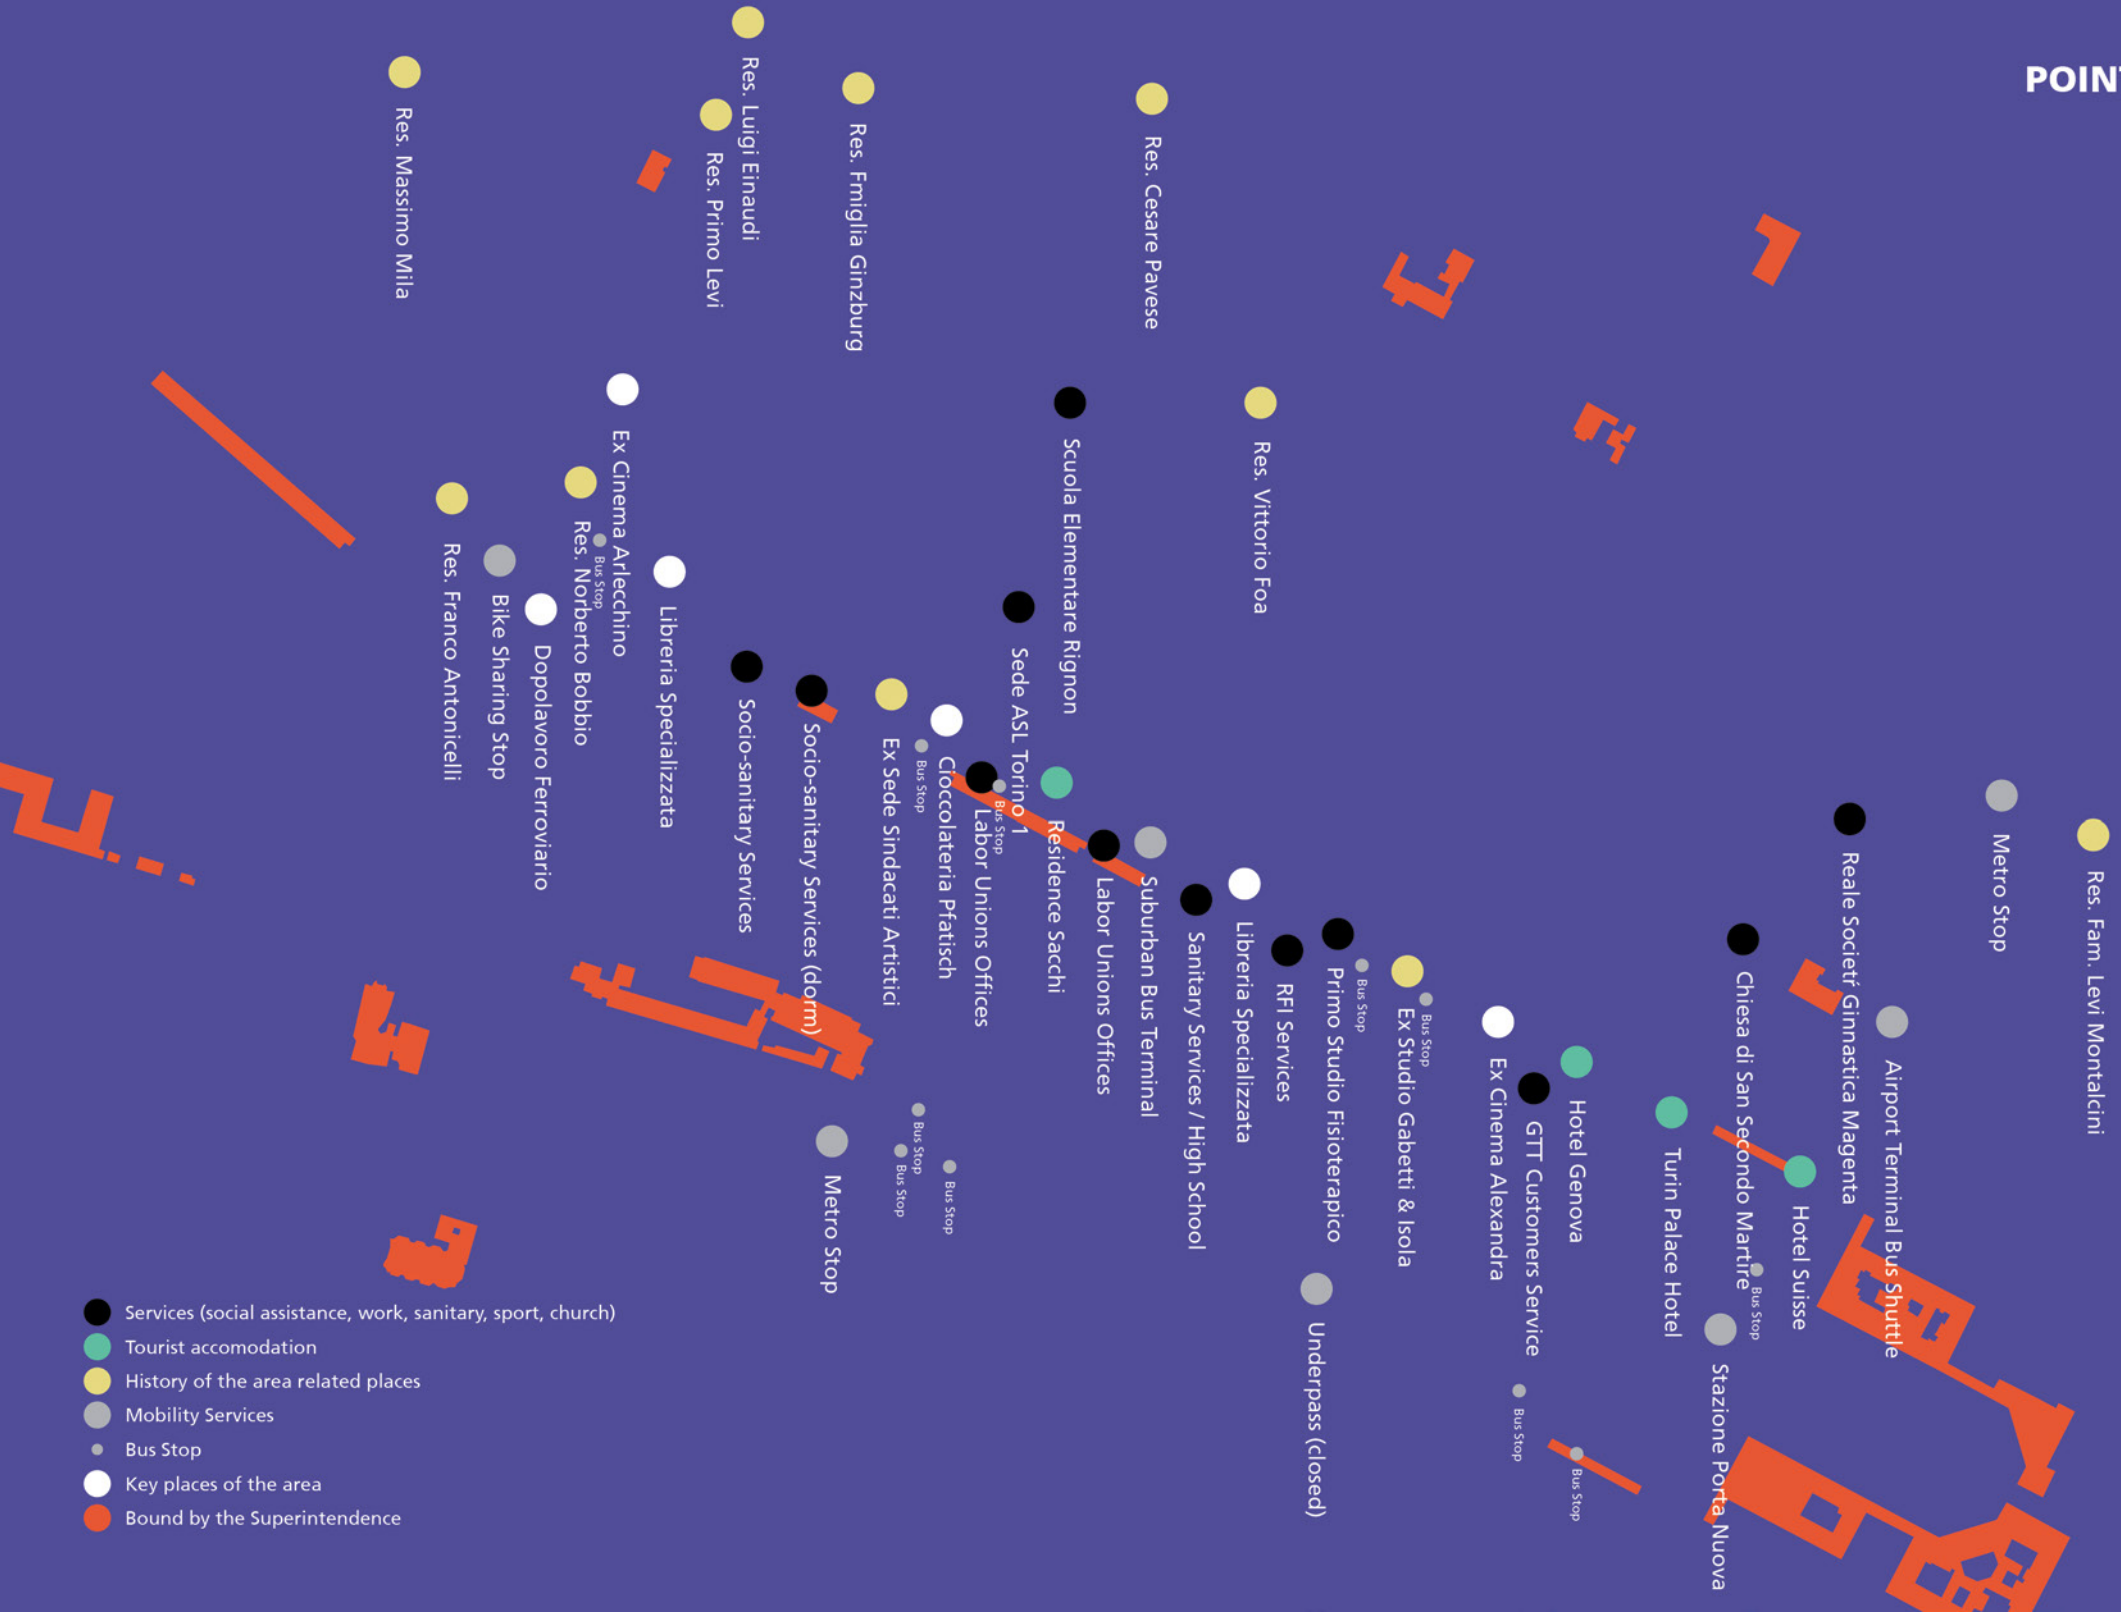 POINT
Res. Massimo Mila
Res. Luigi Einaudi
Res. Primo Levi
Res. Fmiglia Ginzburg
Res. Cesare Pavese
Ex Cinema Arlecchino
Res. Norberto Bobbio
Bus Stop
Res. Franco Antonicelli
Bike Sharing Stop
Dopolavoro Ferroviario
Libreria Specializzata
Scuola Elementare Rignon
Res. Vittorio Foa
Sede ASL Torino 1
Socio-sanitary Services
Socio-sanitary Services (dorm)
Ex Sede Sindacati Artistici
Bus Stop
Cioccolateria Pfatisch
Labor Unions Offices
Bus Stop
Residence Sacchi
Labor Unions Offices
Suburban Bus Terminal
Sanitary Services / High School
Libreria Specializzata
RFI Services
Primo Studio Fisioterapico
Bus Stop
Ex Studio Gabetti & Isola
Bus Stop
Ex Cinema Alexandra
GTT Customers Service
Hotel Genova
Turin Palace Hotel
Chiesa di San Secondo Martire
Bus Stop
Hotel Suisse
Reale Societŕ Ginnastica Magenta
Airport Terminal Bus Shuttle
Metro Stop
Res. Fam. Levi Montalcini
Metro Stop
Bus Stop
Bus Stop
Bus Stop
Underpass (closed)
Bus Stop
Bus Stop
Stazione Porta Nuova
Services (social assistance, work, sanitary, sport, church)
Tourist accomodation
History of the area related places
Mobility Services
Bus Stop
Key places of the area
Bound by the Superintendence